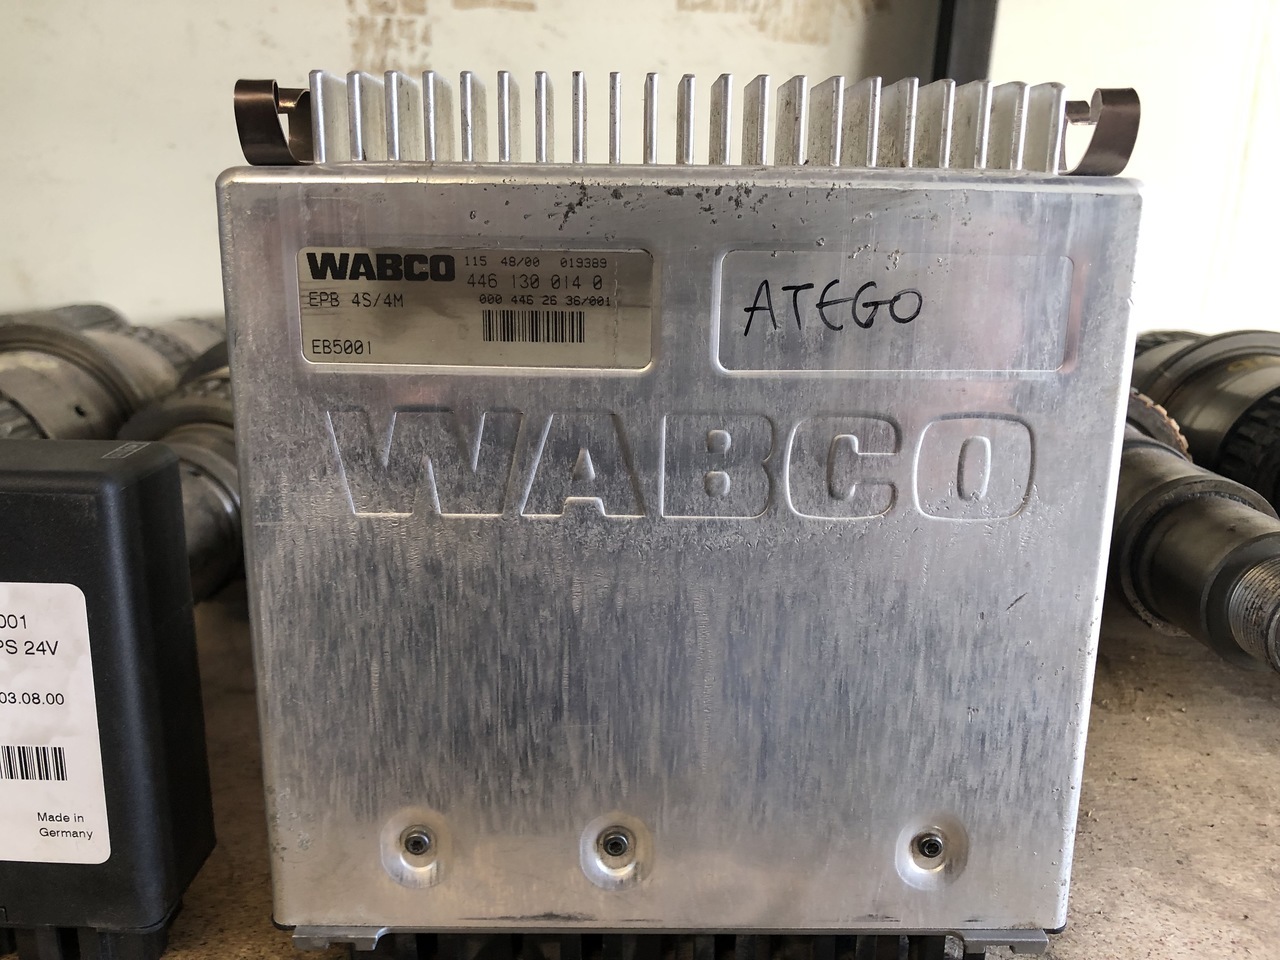 WABCO 115 48/00 019389
446 130 014 0
EPB 4S/4M 000 446 26 36/001
EB5001
ATEGO
WABCO
001
PS 24V
03.08.00
Made in
Germany